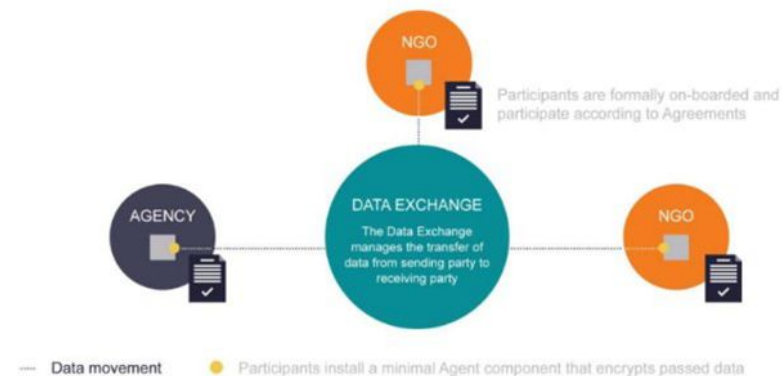 NGO
Participants are formally on-boarded and
participate according to Agreements
AGENCY
DATA EXCHANGE
The Data Exchange
manages the transfer of
data from sending party to
receiving party
NGO
Data movement
Participants install a minimal Agent component that encrypts passed data